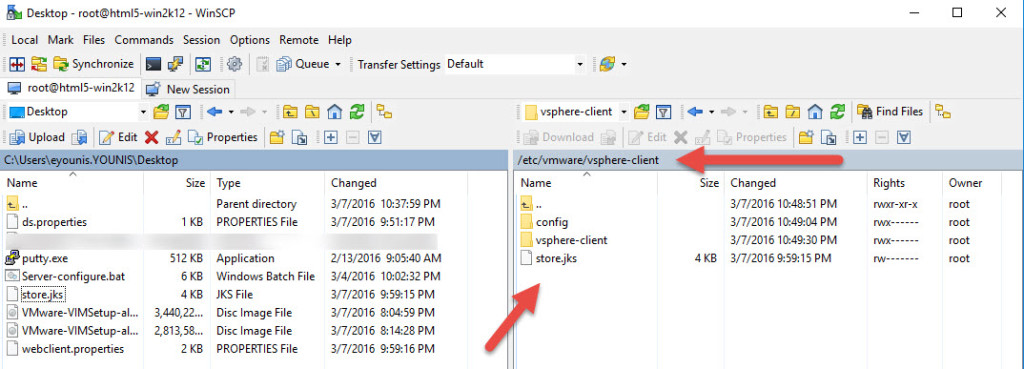 Desktop - root@html5-win2k12 - WinSCP
Local Mark Files Commands Session Options Remote Help
Synchronize Queue Transfer Settings Default
root@html5-win2k12 New Session
Desktop vsphere-client Find Files
Upload Edit Properties Download Edit Properties
C:\Users\eyounis.YOUNIS\Desktop /etc/vmware/vsphere-client
Name Size Type Changed Name Size Changed Rights Owner
.. Parent directory 3/7/2016 10:37:59 PM .. 3/7/2016 10:48:51 PM rwxr-xr-x root
ds.properties 1 KB PROPERTIES File 3/7/2016 9:51:17 PM config 3/7/2016 10:49:04 PM rwx------ root
vsphere-client 3/7/2016 10:49:30 PM rwx------ root
putty.exe 512 KB Application 2/13/2016 9:05:40 AM store.jks 4 KB 3/7/2016 9:59:15 PM rw------- root
Server-configure.bat 6 KB Windows Batch File 3/4/2016 10:02:32 PM
store.jks 4 KB JKS File 3/7/2016 9:59:15 PM
VMware-VIMSetup-al... 3,440,22... Disc Image File 3/7/2016 8:04:59 PM
VMware-VIMSetup-al... 2,813,58... Disc Image File 3/7/2016 8:14:28 PM
webclient.properties 2 KB PROPERTIES File 3/7/2016 9:59:16 PM